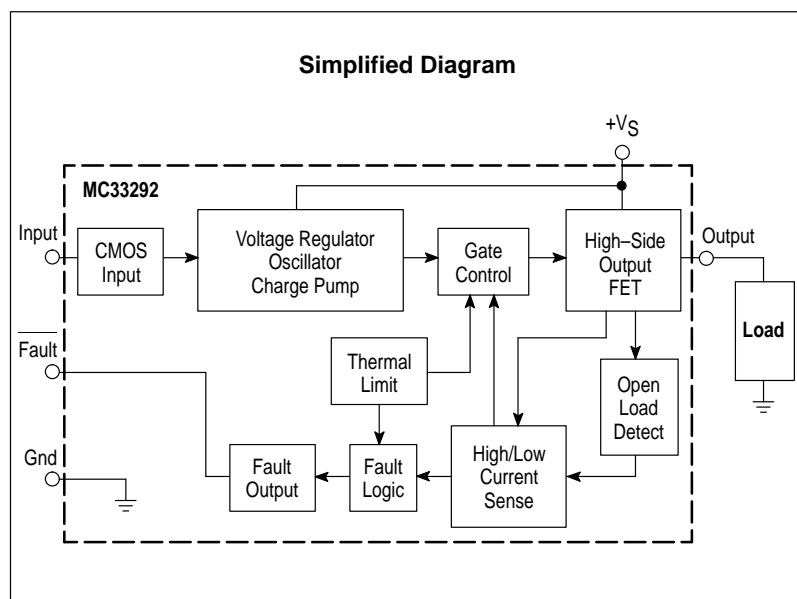 Simplified Diagram
+VS
MC33292
Input
CMOS
Input
Voltage Regulator
Oscillator
Charge Pump
Gate
Control
High–Side
Output
FET
Output
Load
Fault
Thermal
Limit
Open
Load
Detect
Gnd
Fault
Output
Fault
Logic
High/Low
Current
Sense